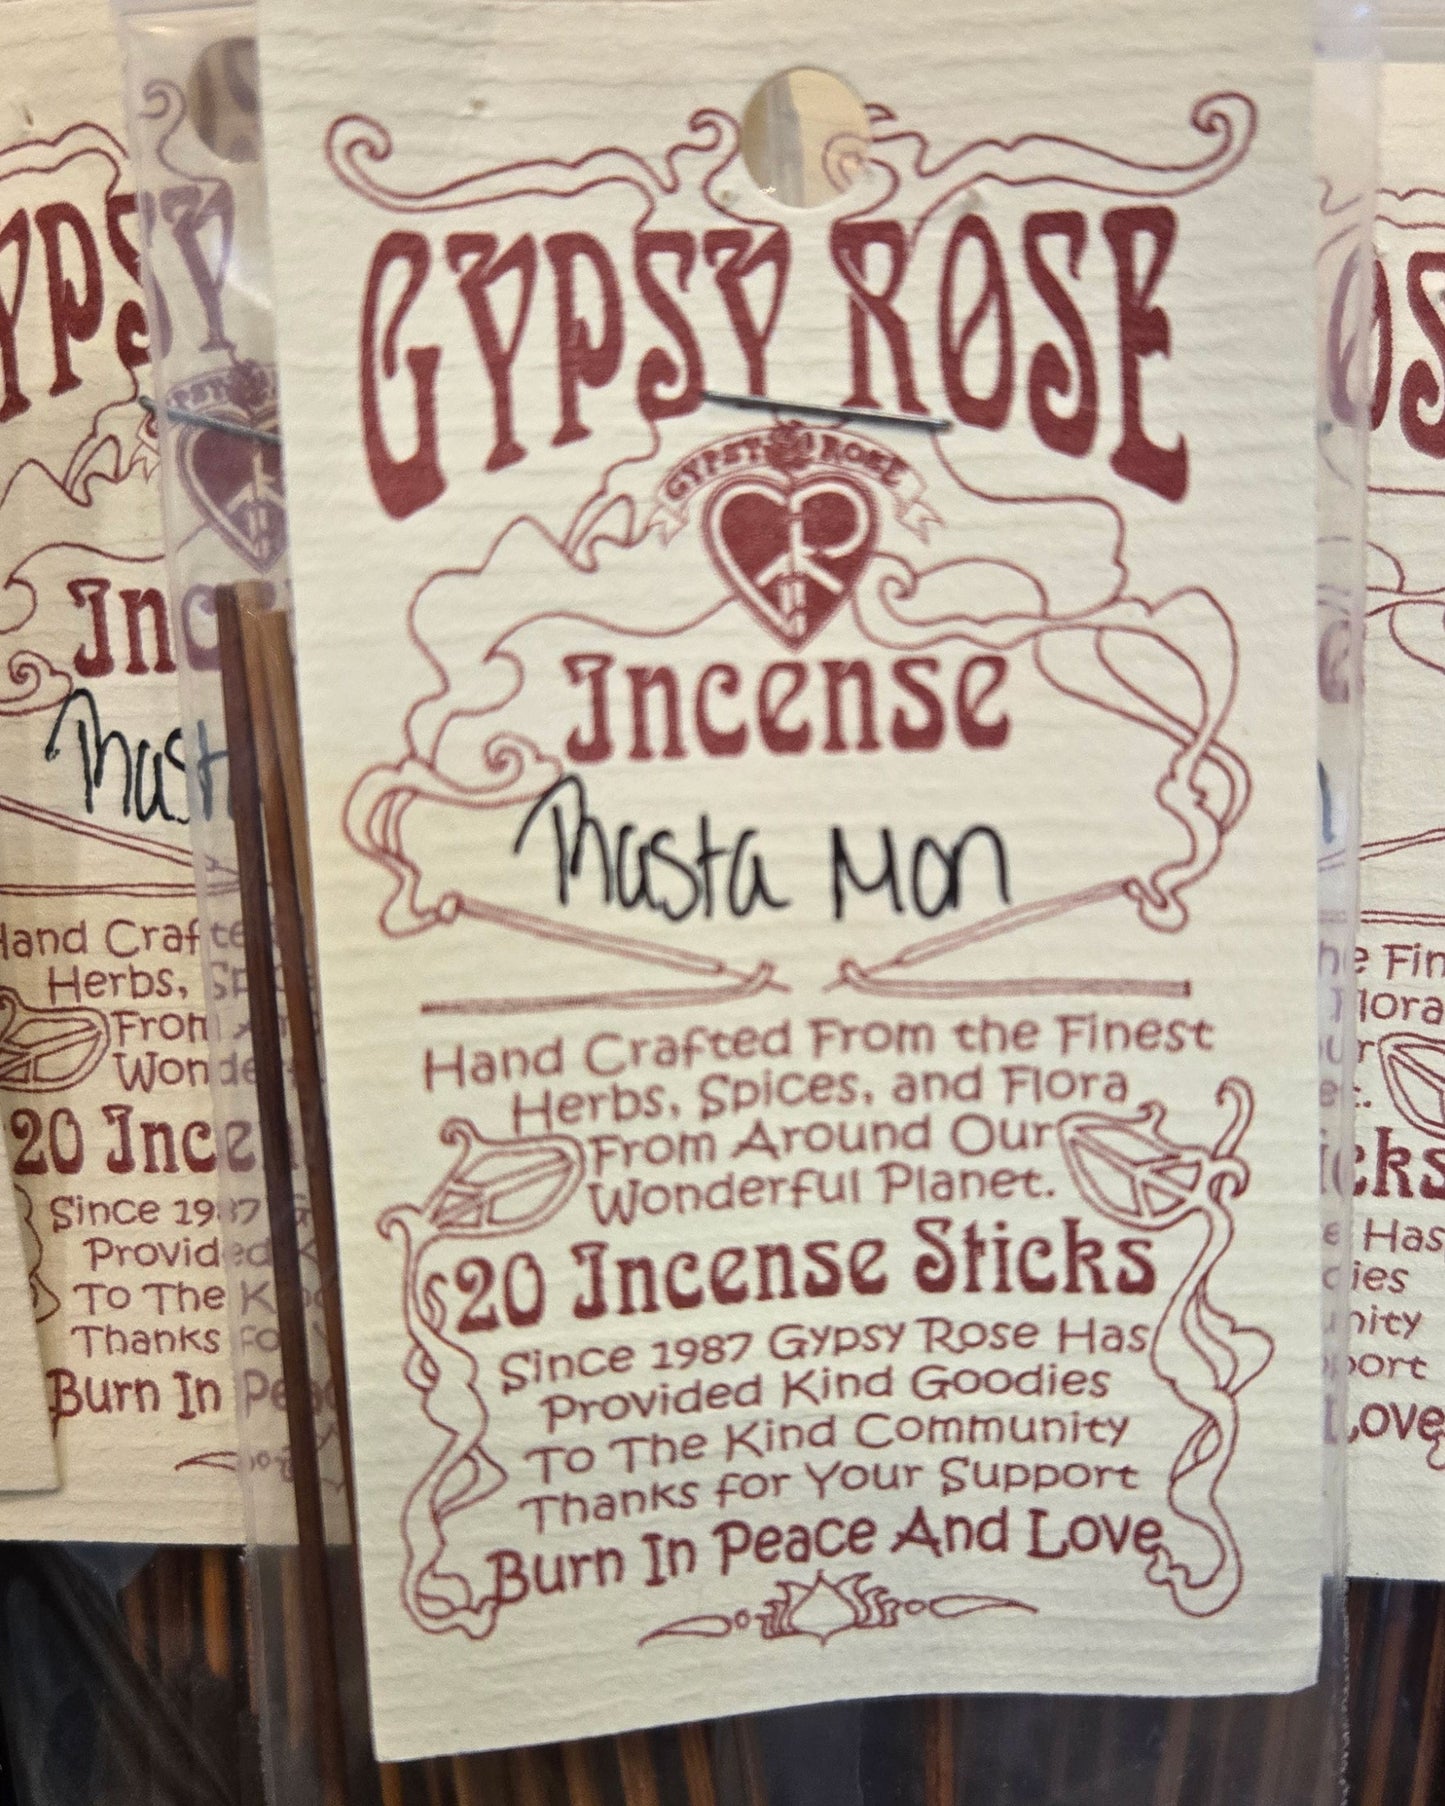 GYPSY ROSE
GYPSY ROSE
Incense
Rasta Mon
Hand Crafted From the Finest
Herbs, Spices, and Flora
From Around Our
Wonderful Planet.
20 Incense Sticks
Since 1987 Gypsy Rose Has
Provided Kind Goodies
To The Kind Community
Thanks for Your Support
Burn In Peace And Love